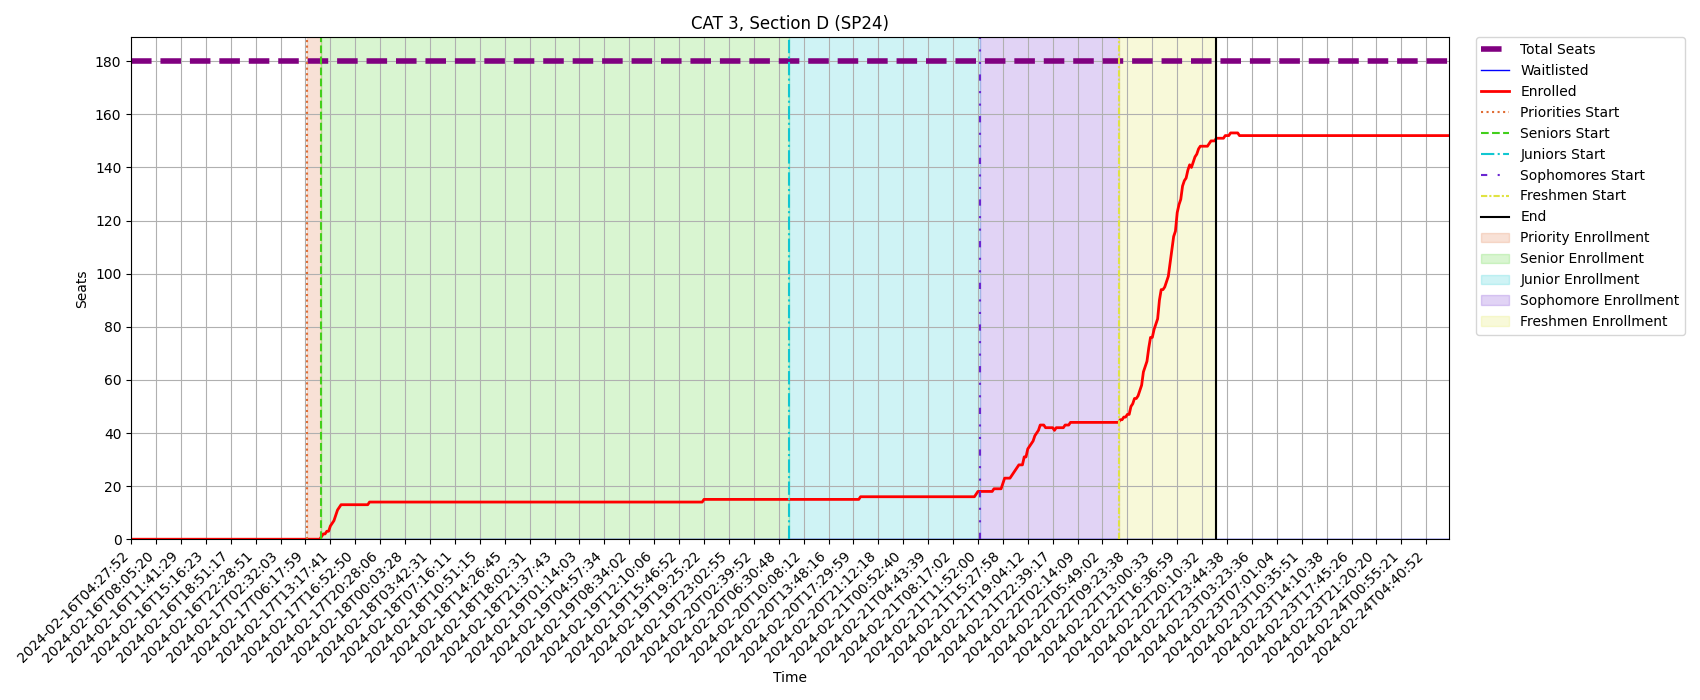 CAT 3, Section D (SP24)
Seats
180
160
140
120
100
80
60
40
20
0
2024-02-16T04:27:52
2024-02-16T08:05:20
2024-02-16T11:41:29
2024-02-16T15:16:23
2024-02-16T18:51:17
2024-02-16T22:28:51
2024-02-17T02:32:03
2024-02-17T06:17:59
2024-02-17T13:17:41
2024-02-17T16:52:50
2024-02-17T20:28:06
2024-02-18T00:03:28
2024-02-18T03:42:31
2024-02-18T07:16:11
2024-02-18T10:51:15
2024-02-18T14:26:45
2024-02-18T18:02:31
2024-02-18T21:37:43
2024-02-19T01:14:03
2024-02-19T04:57:34
2024-02-19T08:34:02
2024-02-19T12:10:06
2024-02-19T15:46:52
2024-02-19T19:25:22
2024-02-19T23:02:55
2024-02-20T02:39:52
2024-02-20T06:30:48
2024-02-20T10:08:12
2024-02-20T13:48:16
2024-02-20T17:29:59
2024-02-20T21:12:18
2024-02-21T00:52:40
2024-02-21T04:43:39
2024-02-21T08:17:02
2024-02-21T11:52:00
2024-02-21T15:27:58
2024-02-21T19:04:12
2024-02-21T22:39:17
2024-02-22T02:14:09
2024-02-22T05:49:02
2024-02-22T09:23:38
2024-02-22T13:00:33
2024-02-22T16:36:59
2024-02-22T20:10:32
2024-02-22T23:44:38
2024-02-23T03:23:36
2024-02-23T07:01:04
2024-02-23T10:35:51
2024-02-23T14:10:38
2024-02-23T17:45:26
2024-02-23T21:20:20
2024-02-24T00:55:21
2024-02-24T04:40:52
Time
Total Seats
Waitlisted
Enrolled
Priorities Start
Seniors Start
Juniors Start
Sophomores Start
Freshmen Start
End
Priority Enrollment
Senior Enrollment
Junior Enrollment
Sophomore Enrollment
Freshmen Enrollment